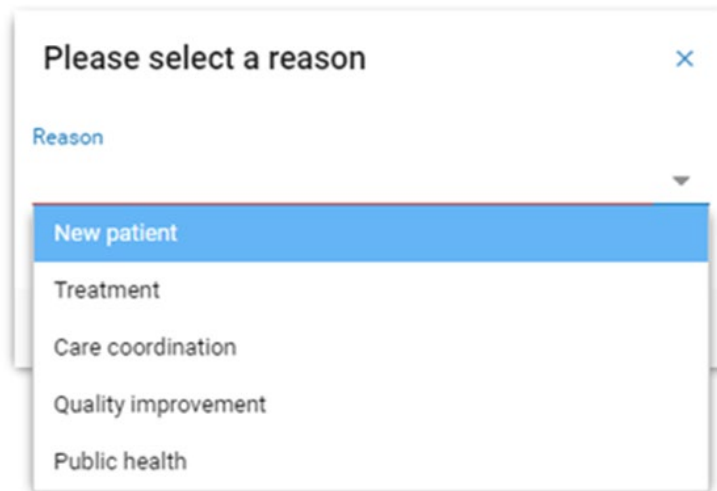 Please select a reason
Reason
New patient
Treatment
Care coordination
Quality improvement
Public health